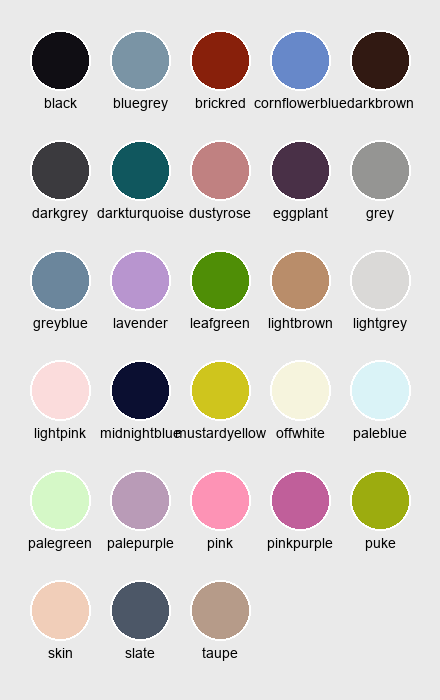 black bluegrey brickred cornflowerblue darkbrown
darkgrey darkturquoise dustyrose eggplant grey
greyblue lavender leafgreen lightbrown lightgrey
lightpink midnightblue mustardyellow offwhite paleblue
palegreen palepurple pink pinkpurple puke
skin slate taupe